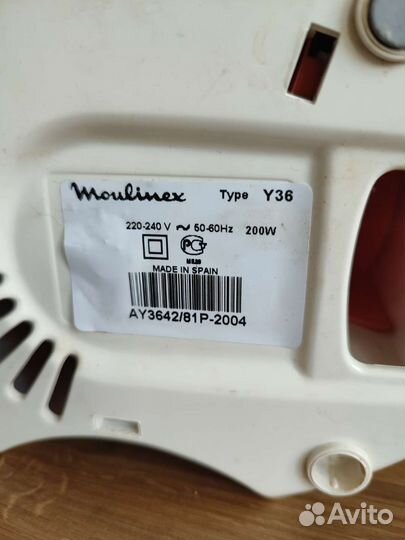 Moulinex Type Y36
220-240 V ~ 50-60Hz 200W
MADE IN SPAIN
AY3642/81P-2004
Avito